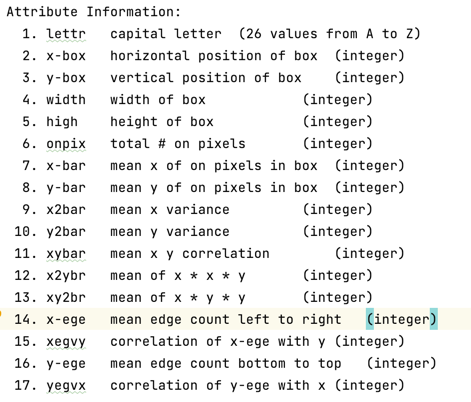 Attribute Information:
1. lettr capital letter (26 values from A to Z)
2. x-box horizontal position of box (integer)
3. y-box vertical position of box (integer)
4. width width of box (integer)
5. high height of box (integer)
6. onpix total # on pixels (integer)
7. x-bar mean x of on pixels in box (integer)
8. y-bar mean y of on pixels in box (integer)
9. x2bar mean x variance (integer)
10. y2bar mean y variance (integer)
11. xybar mean x y correlation (integer)
12. x2ybr mean of x * x * y (integer)
13. xy2br mean of x * y * y (integer)
14. x-ege mean edge count left to right (integer)
15. xegvy correlation of x-ege with y (integer)
16. y-ege mean edge count bottom to top (integer)
17. yegvx correlation of y-ege with x (integer)